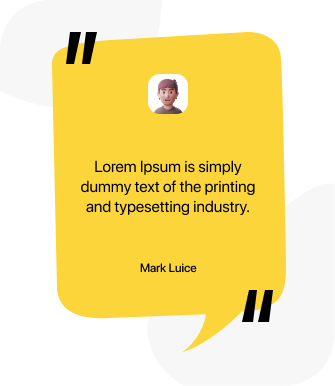 Lorem Ipsum is simply
dummy text of the printing
and typesetting industry.
Mark Luice